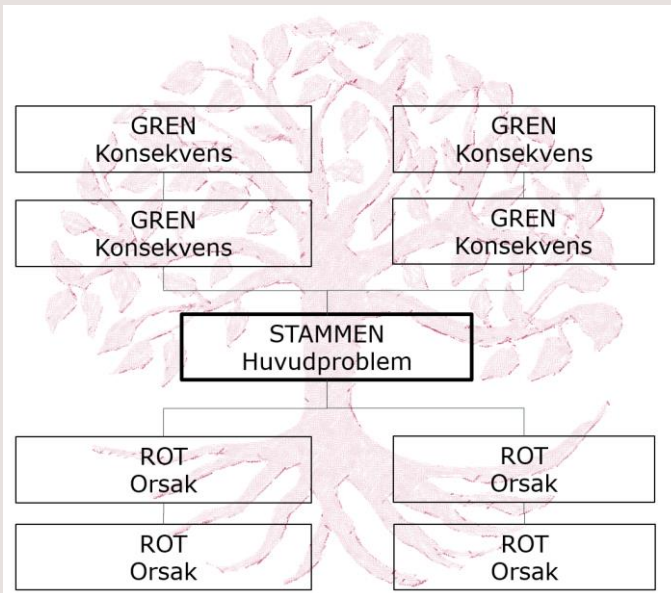 GREN
Konsekvens
GREN
Konsekvens
GREN
Konsekvens
GREN
Konsekvens
STAMMEN
Huvudproblem
ROT
Orsak
ROT
Orsak
ROT
Orsak
ROT
Orsak